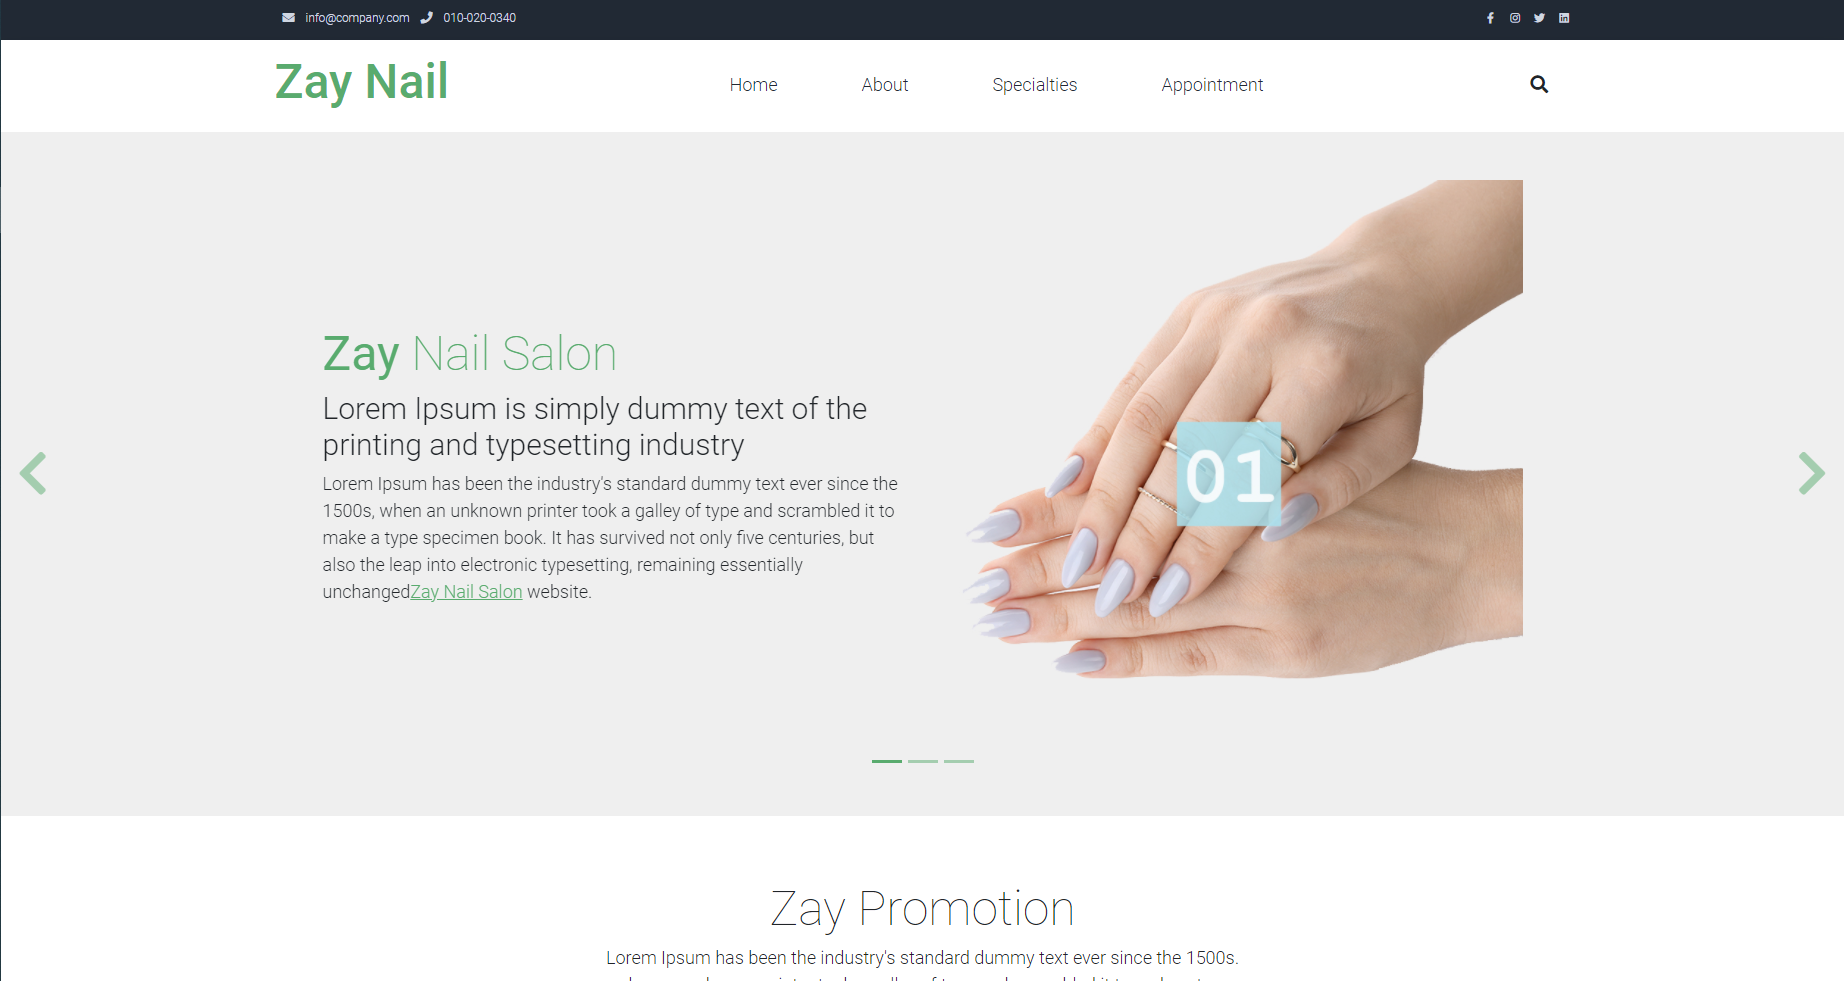 info@company.com 010-020-0340
Zay Nail
Home About Specialties Appointment
Zay Nail Salon
Lorem Ipsum is simply dummy text of the
printing and typesetting industry
Lorem Ipsum has been the industry's standard dummy text ever since the
1500s, when an unknown printer took a galley of type and scrambled it to
make a type specimen book. It has survived not only five centuries, but
also the leap into electronic typesetting, remaining essentially
unchangedZay Nail Salon website.
01
Zay Promotion
Lorem Ipsum has been the industry's standard dummy text ever since the 1500s.